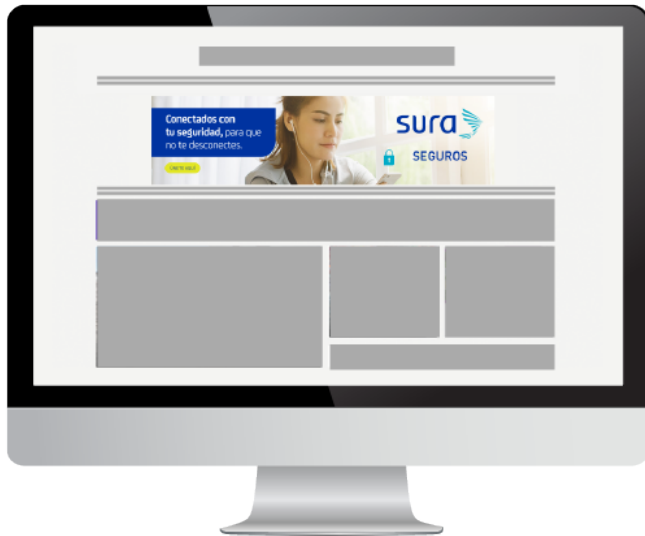 Conectados con
tu seguridad, para que
no te desconectes.
sura
SEGUROS